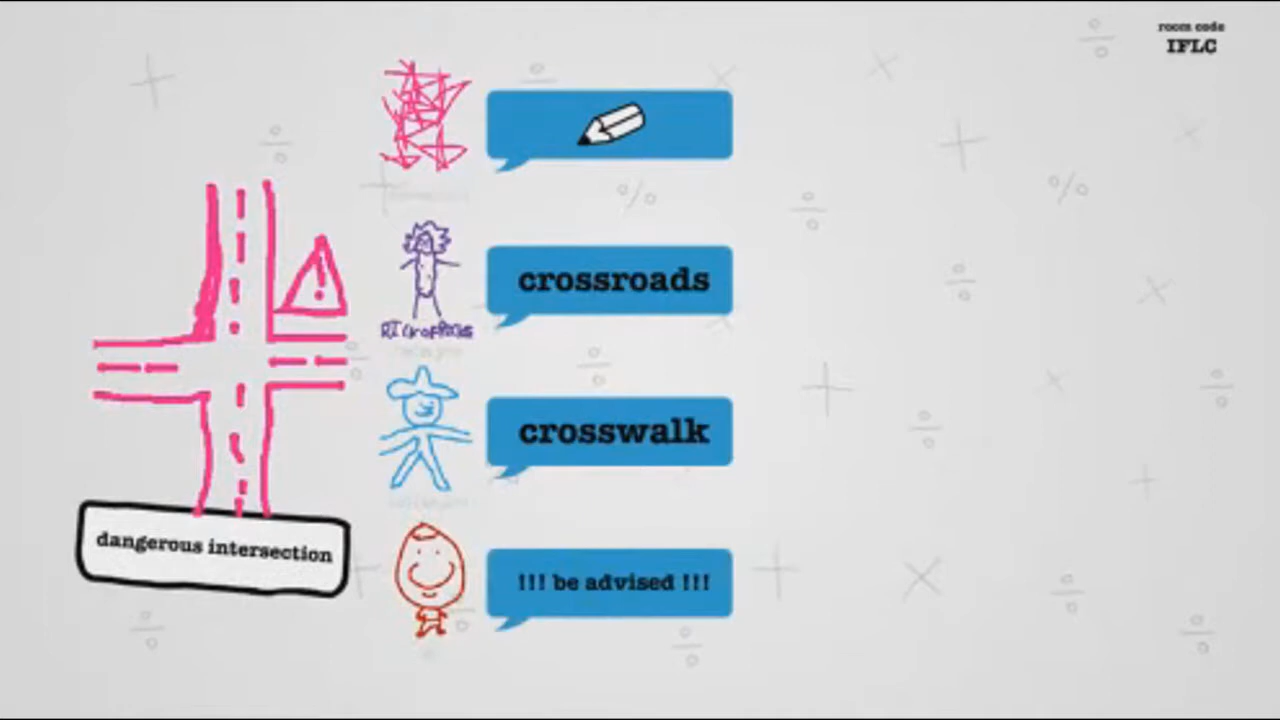 room code
IFLC
crossroads
crosswalk
!!! be advised !!!
dangerous intersection